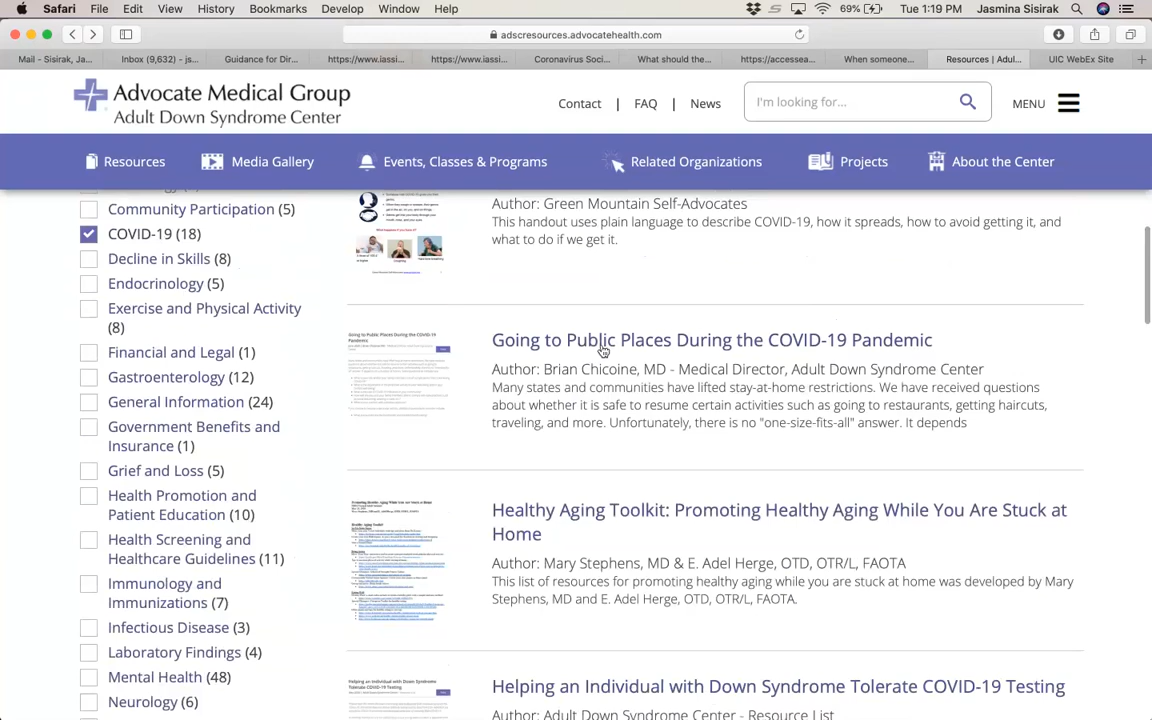 Safari File Edit View History Bookmarks Develop Window Help 69% Tue 1:19 PM Jasmina Sisirak
adscresources.advocatehealth.com
Mail - Sisirak, Ja... Inbox (9,632) - js... Guidance for Dir... https://www.iassi... https://www.iassi... Coronavirus Soci... What should the... https://accessea... When someone... Resources | Adul... UIC WebEx Site
Advocate Medical Group
Adult Down Syndrome Center
Contact | FAQ | News I'm looking for... MENU
Resources Media Gallery Events, Classes & Programs Related Organizations Projects About the Center
Community Participation (5)
COVID-19 (18)
Decline in Skills (8)
Endocrinology (5)
Exercise and Physical Activity
(8)
Financial and Legal (1)
Gastroenterology (12)
General Information (24)
Government Benefits and
Insurance (1)
Grief and Loss (5)
Health Promotion and
Patient Education (10)
Health Screening and
Healthcare Guidelines (11)
Immunology and
Immunizations (7)
Infectious Disease (3)
Laboratory Findings (4)
Mental Health (48)
Neurology (6)
Author: Green Mountain Self-Advocates
This handout uses plain language to describe COVID-19, how it spreads, how to avoid getting it, and
what to do if we get it.
Going to Public Places During the COVID-19 Pandemic
Author: Brian Chicoine, MD - Medical Director, Adult Down Syndrome Center
Many states and communities have lifted stay-at-home restrictions. We have received questions
about whether it is safe to resume certain activities such as going to restaurants, getting haircuts,
traveling, and more. Unfortunately, there is no "one-size-fits-all" answer. It depends
Healthy Aging Toolkit: Promoting Healthy Aging While You Are Stuck at
Home
Author: Mary Stephens, MD & E. Adel Herge, OTD, OTR/L, FAOTA
This list of resources for promoting healthy aging while you are stuck at home was developed by Mary
Stephens, MD and E. Adel Herge, OTD, OTR/L, FAOTA.
Helping an Individual with Down Syndrome Tolerate COVID-19 Testing
Author: Adult Down Syndrome Center - Resource List